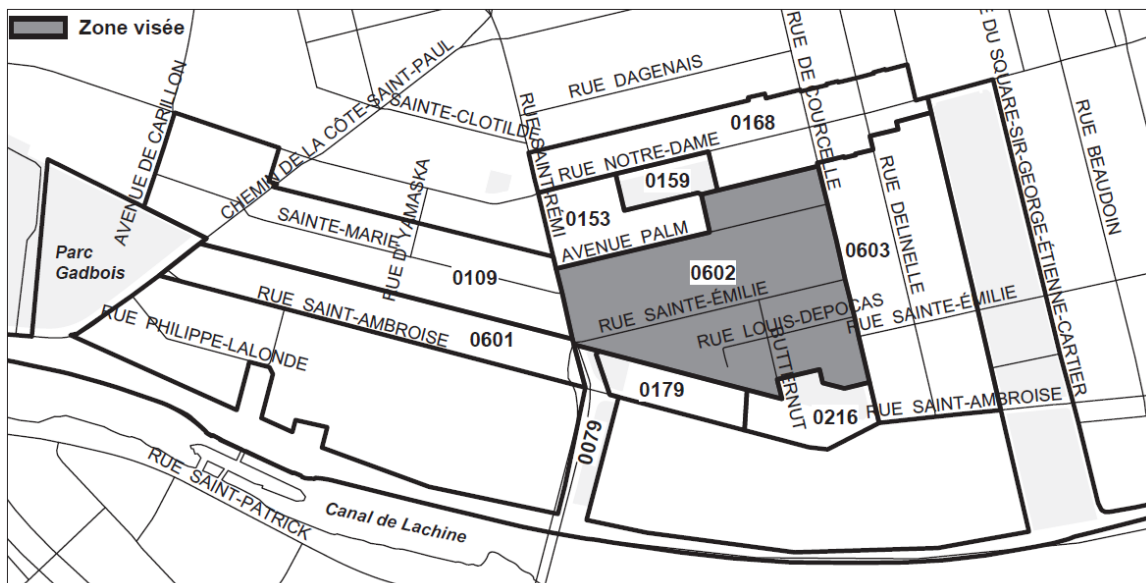 Zone visée
AVENUE DE CARILLON
CHEMIN DE LA CÔTE-SAINT-PAUL
SAINTE-CLOTILD
RUE DAGENAIS
RUE DE COURCELLE
DU SQUARE-SIR-GEORGE-ÉTIENNE-CARTIER
RUE BEAUDOIN
0168
RUE NOTRE-DAME
RUE SAINT-RÉMI
0159
0153
AVENUE PALM
RUE D'YAMASKA
SAINTE-MARIE
Parc
Gadbois
0109
0602
0603
RUE DELINELLE
RUE SAINTE-ÉMILIE
RUE LOUIS-DEPOCAS
RUE SAINTE-ÉMILIE
RUE SAINT-AMBROISE
0601
RUE PHILIPPE-LALONDE
BUTTERNUT
0179
0216
RUE SAINT-AMBROISE
0079
RUE SAINT-PATRICK
Canal de Lachine